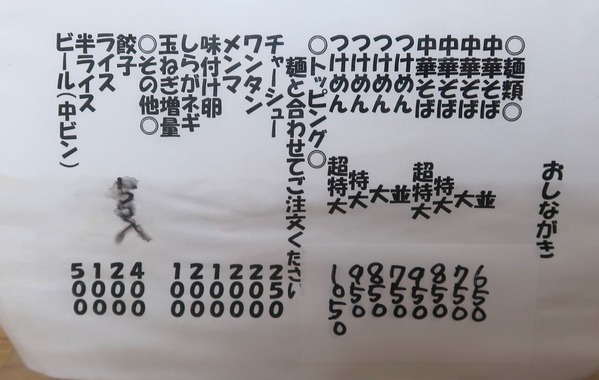 おしながき
◎麺類◎
中華そば 並 650
中華そば 大 750
中華そば 特大 850
中華そば 超特大 950
つけめん 並 750
つけめん 大 850
つけめん 特大 950
つけめん 超特大 1050
◎トッピング◎
麺と合わせてご注文ください
チャーシュー 250
ワンタン 200
メンマ 200
味付け卵 100
しらがネギ 200
玉ねぎ増量 100
◎その他◎
餃子 400
ライス 200
半ライス 100
ビール(中ビン) 500